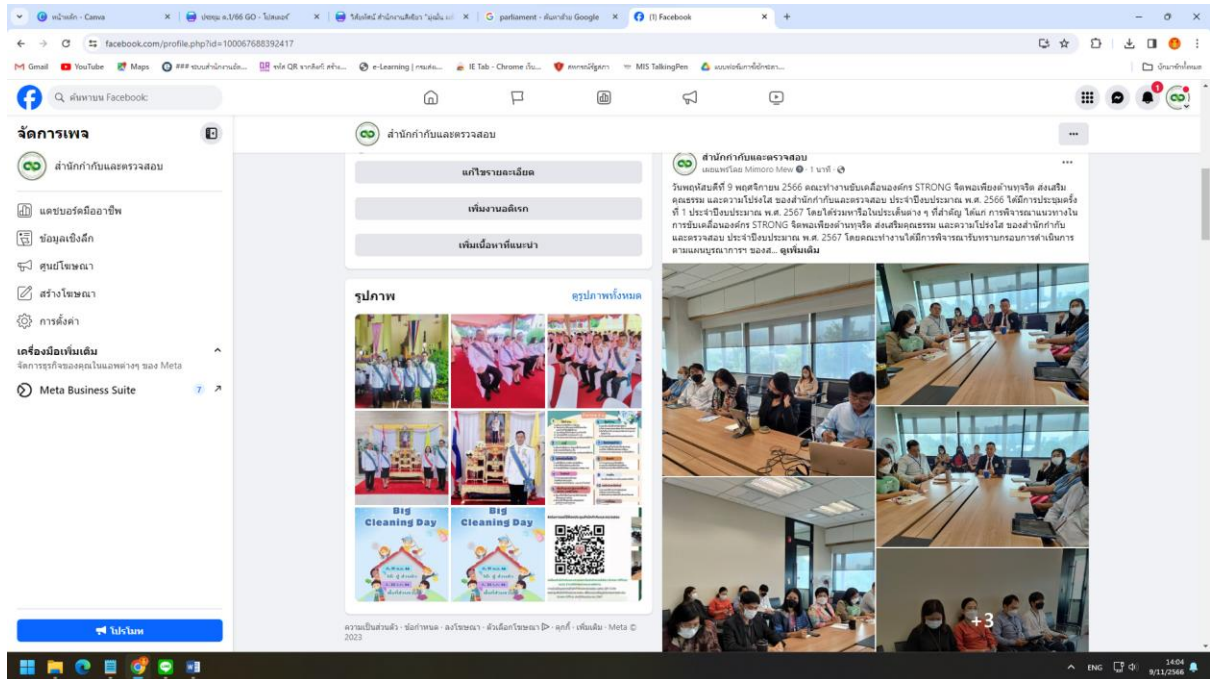 หน้าหลัก - Canva
ประชุม อ.1/66 GO - โปสเตอร์
parliament - ค้นหาด้วย Google
(1) Facebook
facebook.com/profile.php?id=100067688392417
Gmail
YouTube
Maps
e-Learning
IE Tab - Chrome
MIS TalkingPen
ค้นหาบน Facebook:
1
จัดการเพจ
สำนักกำกับและตรวจสอบ
แดชบอร์ดมืออาชีพ
ข้อมูลเชิงลึก
ศูนย์โฆษณา
สร้างโฆษณา
การตั้งค่า
เครื่องมือเพิ่มเติม
จัดการธุรกิจของคุณในแอพต่างๆ ของ Meta
Meta Business Suite
7
โปรโมท
สำนักกำกับและตรวจสอบ
แก้ไขรายละเอียด
เพิ่มงานอดิเรก
เพิ่มเนื้อหาที่แนะนำ
รูปภาพ
ดูรูปภาพทั้งหมด
Big
Cleaning Day
Big
Cleaning Day
ความเป็นส่วนตัว · ข้อกำหนด · ลงโฆษณา · ตัวเลือกโฆษณา · คุกกี้ · เพิ่มเติม · Meta ©
2023
สำนักกำกับและตรวจสอบ
เผยแพร่โดย Mimoro Mew · 1 นาที ·
วันพฤหัสบดีที่ 9 พฤศจิกายน 2566 คณะทำงานขับเคลื่อนองค์กร STRONG จิตพอเพียงต้านทุจริต ส่งเสริม
คุณธรรม และความโปร่งใส ของสำนักกำกับและตรวจสอบ ประจำปีงบประมาณ พ.ศ. 2566 ได้มีการประชุมครั้ง
ที่ 1 ประจำปีงบประมาณ พ.ศ. 2567 โดยได้ร่วมหารือในประเด็นต่าง ๆ ที่สำคัญ ได้แก่ การพิจารณาแนวทางใน
การขับเคลื่อนองค์กร STRONG จิตพอเพียงต้านทุจริต ส่งเสริมคุณธรรม และความโปร่งใส ของสำนักกำกับ
และตรวจสอบ ประจำปีงบประมาณ พ.ศ. 2567 โดยคณะทำงานได้มีการพิจารณารับทราบกรอบการดำเนินการ
ตามแผนบูรณาการฯ ของส... ดูเพิ่มเติม
+3
ENG
14:04
9/11/2566